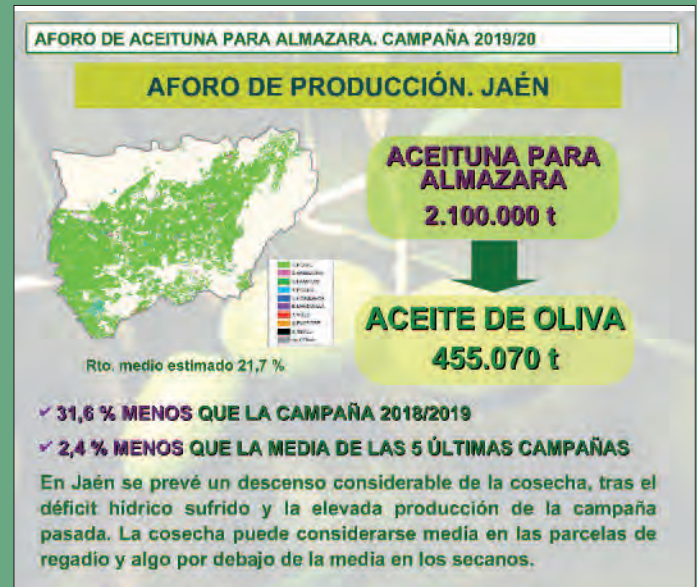 AFORO DE ACEITUNA PARA ALMAZARA. CAMPAÑA 2019/20
AFORO DE PRODUCCIÓN. JAÉN
ACEITUNA PARA
ALMAZARA
2.100.000 t
ACEITE DE OLIVA
455.070 t
Rto. medio estimado 21,7 %
✓ 31,6 % MENOS QUE LA CAMPAÑA 2018/2019
✓ 2,4 % MENOS QUE LA MEDIA DE LAS 5 ÚLTIMAS CAMPAÑAS
En Jaén se prevé un descenso considerable de la cosecha, tras el
déficit hídrico sufrido y la elevada producción de la campaña
pasada. La cosecha puede considerarse media en las parcelas de
regadio y algo por debajo de la media en los secanos.